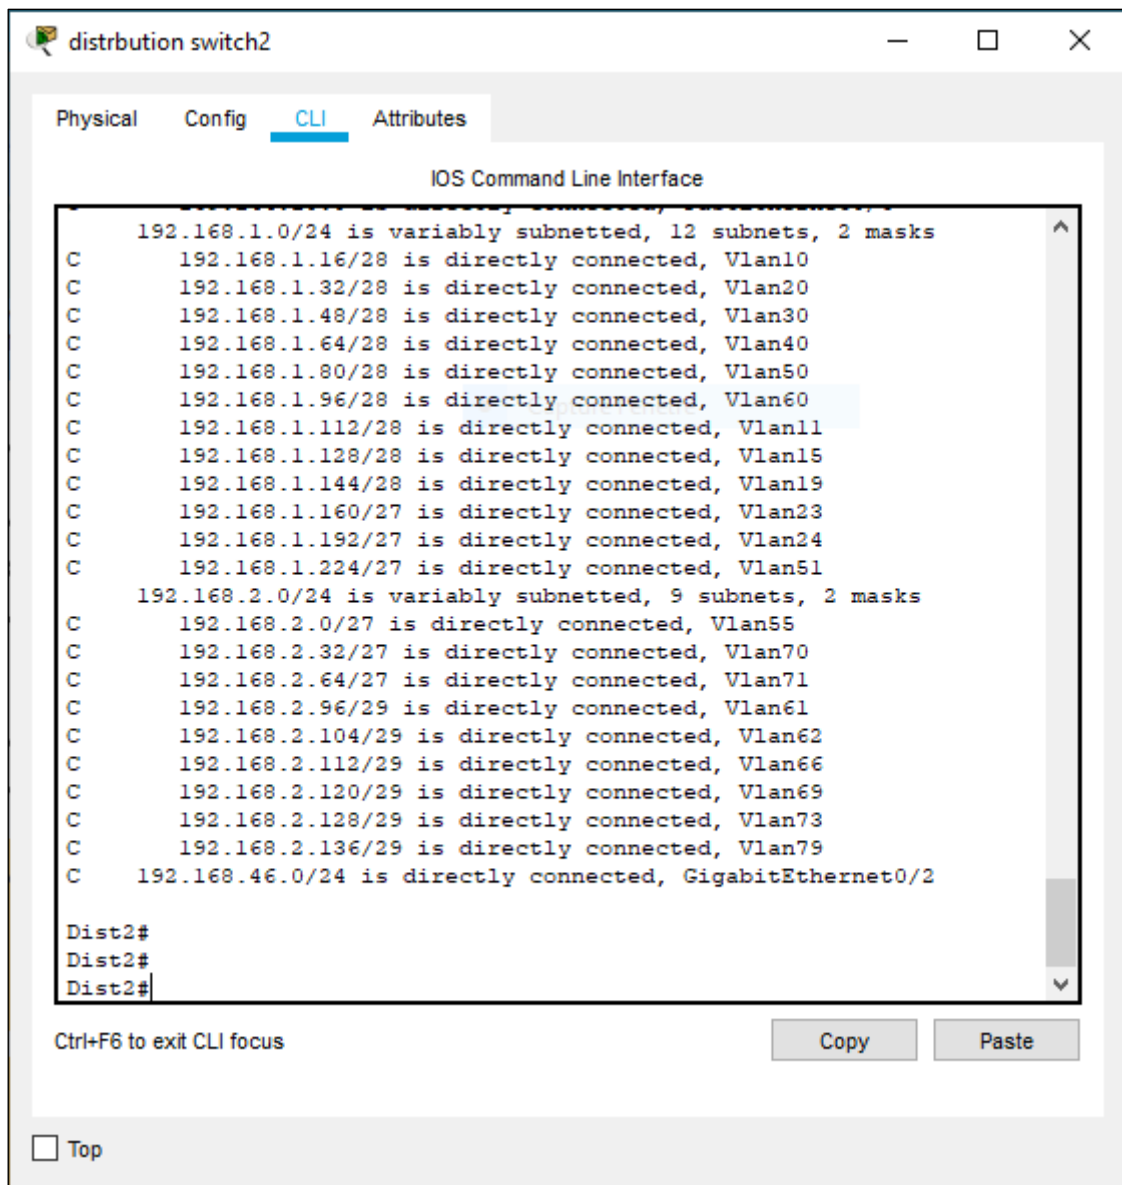 distrbution switch2
Physical Config CLI Attributes
IOS Command Line Interface
192.168.1.0/24 is variably subnetted, 12 subnets, 2 masks
C 192.168.1.16/28 is directly connected, Vlan10
C 192.168.1.32/28 is directly connected, Vlan20
C 192.168.1.48/28 is directly connected, Vlan30
C 192.168.1.64/28 is directly connected, Vlan40
C 192.168.1.80/28 is directly connected, Vlan50
C 192.168.1.96/28 is directly connected, Vlan60
C 192.168.1.112/28 is directly connected, Vlan11
C 192.168.1.128/28 is directly connected, Vlan15
C 192.168.1.144/28 is directly connected, Vlan19
C 192.168.1.160/27 is directly connected, Vlan23
C 192.168.1.192/27 is directly connected, Vlan24
C 192.168.1.224/27 is directly connected, Vlan51
192.168.2.0/24 is variably subnetted, 9 subnets, 2 masks
C 192.168.2.0/27 is directly connected, Vlan55
C 192.168.2.32/27 is directly connected, Vlan70
C 192.168.2.64/27 is directly connected, Vlan71
C 192.168.2.96/29 is directly connected, Vlan61
C 192.168.2.104/29 is directly connected, Vlan62
C 192.168.2.112/29 is directly connected, Vlan66
C 192.168.2.120/29 is directly connected, Vlan69
C 192.168.2.128/29 is directly connected, Vlan73
C 192.168.2.136/29 is directly connected, Vlan79
C 192.168.46.0/24 is directly connected, GigabitEthernet0/2
Dist2#
Dist2#
Dist2#
Ctrl+F6 to exit CLI focus
Copy Paste
Top